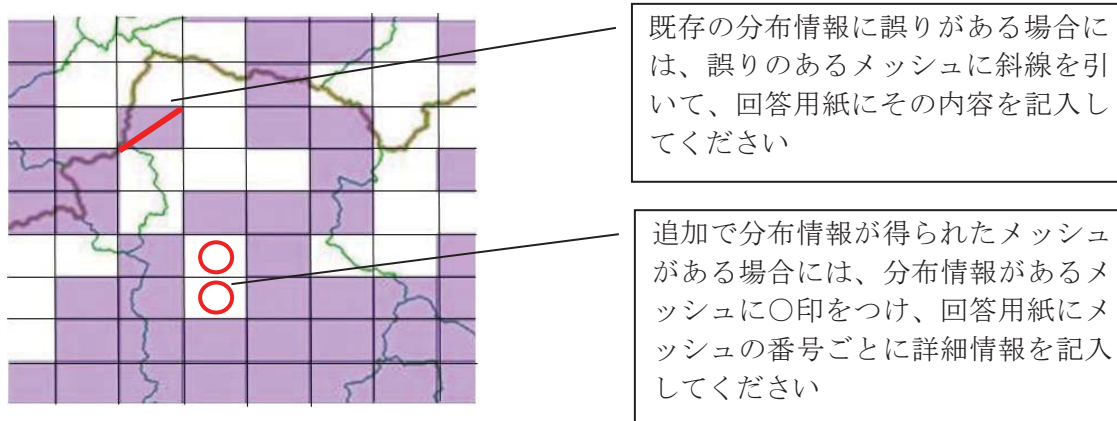 既存の分布情報に誤りがある場合に
は、誤りのあるメッシュに斜線を引
いて、回答用紙にその内容を記入し
てください
追加で分布情報が得られたメッシュ
がある場合には、分布情報があるメ
ッシュに〇印をつけ、回答用紙にメ
ッシュの番号ごとに詳細情報を記入
してください